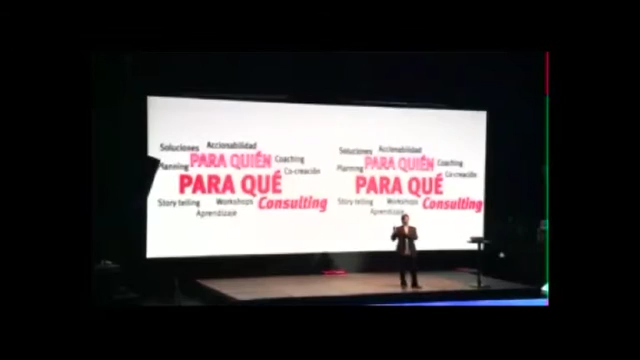 Soluciones Accionabilidad
Planning PARA QUIÉN Coaching
Co-creación
PARA QUÉ
Story telling Workshops Consulting
Aprendizaje
Soluciones Accionabilidad
Planning PARA QUIÉN Coaching
Co-creación
PARA QUÉ
Story telling Workshops Consulting
Aprendizaje